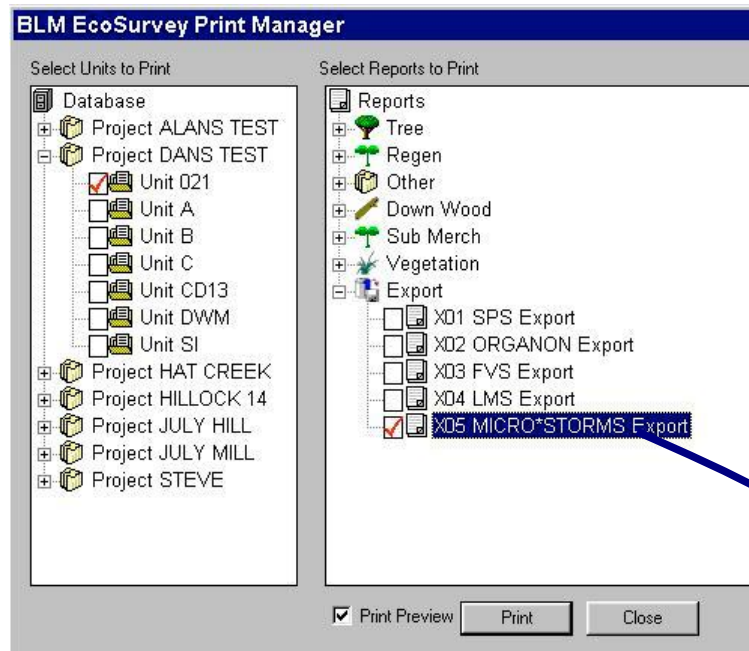 BLM EcoSurvey Print Manager
Select Units to Print
Database
Project ALANS TEST
Project DANS TEST
Unit 021
Unit A
Unit B
Unit C
Unit CD13
Unit DWM
Unit SI
Project HAT CREEK
Project HILLOCK 14
Project JULY HILL
Project JULY MILL
Project STEVE
Select Reports to Print
Reports
Tree
Regen
Other
Down Wood
Sub Merch
Vegetation
Export
X01 SPS Export
X02 ORGANON Export
X03 FVS Export
X04 LMS Export
X05 MICRO*STORMS Export
Print Preview
Print
Close